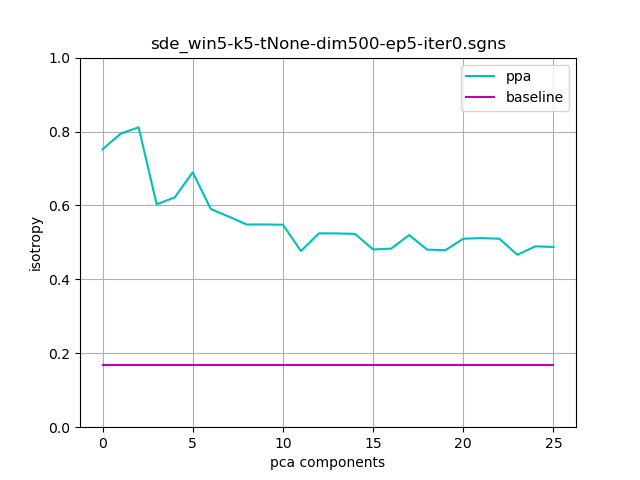 sde_win5-k5-tNone-dim500-ep5-iter0.sgns
ppa
baseline
1.0
0.8
0.6
0.4
0.2
0.0
isotropy
0 5 10 15 20 25
pca components